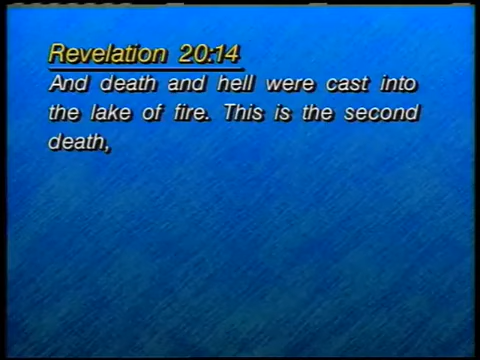 Revelation 20:14
And death and hell were cast into
the lake of fire. This is the second
death,